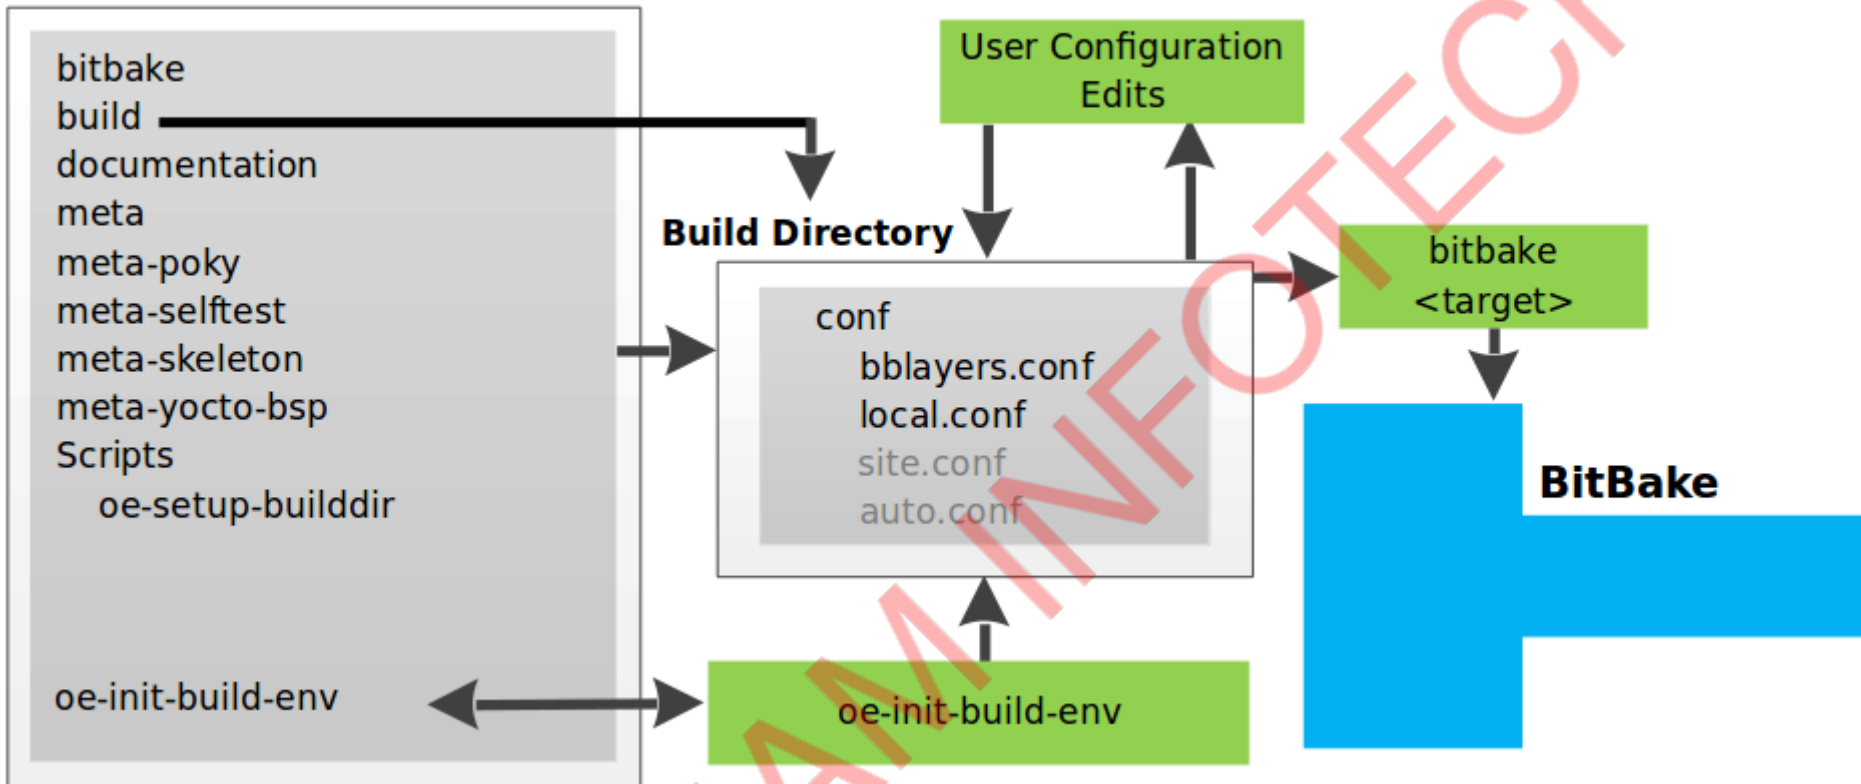 bitbake
build
documentation
meta
meta-poky
meta-selftest
meta-skeleton
meta-yocto-bsp
Scripts
oe-setup-builddir
oe-init-build-env
User Configuration
Edits
Build Directory
conf
bblayers.conf
local.conf
site.conf
auto.conf
oe-init-build-env
bitbake
<target>
BitBake
AM INFOTECH